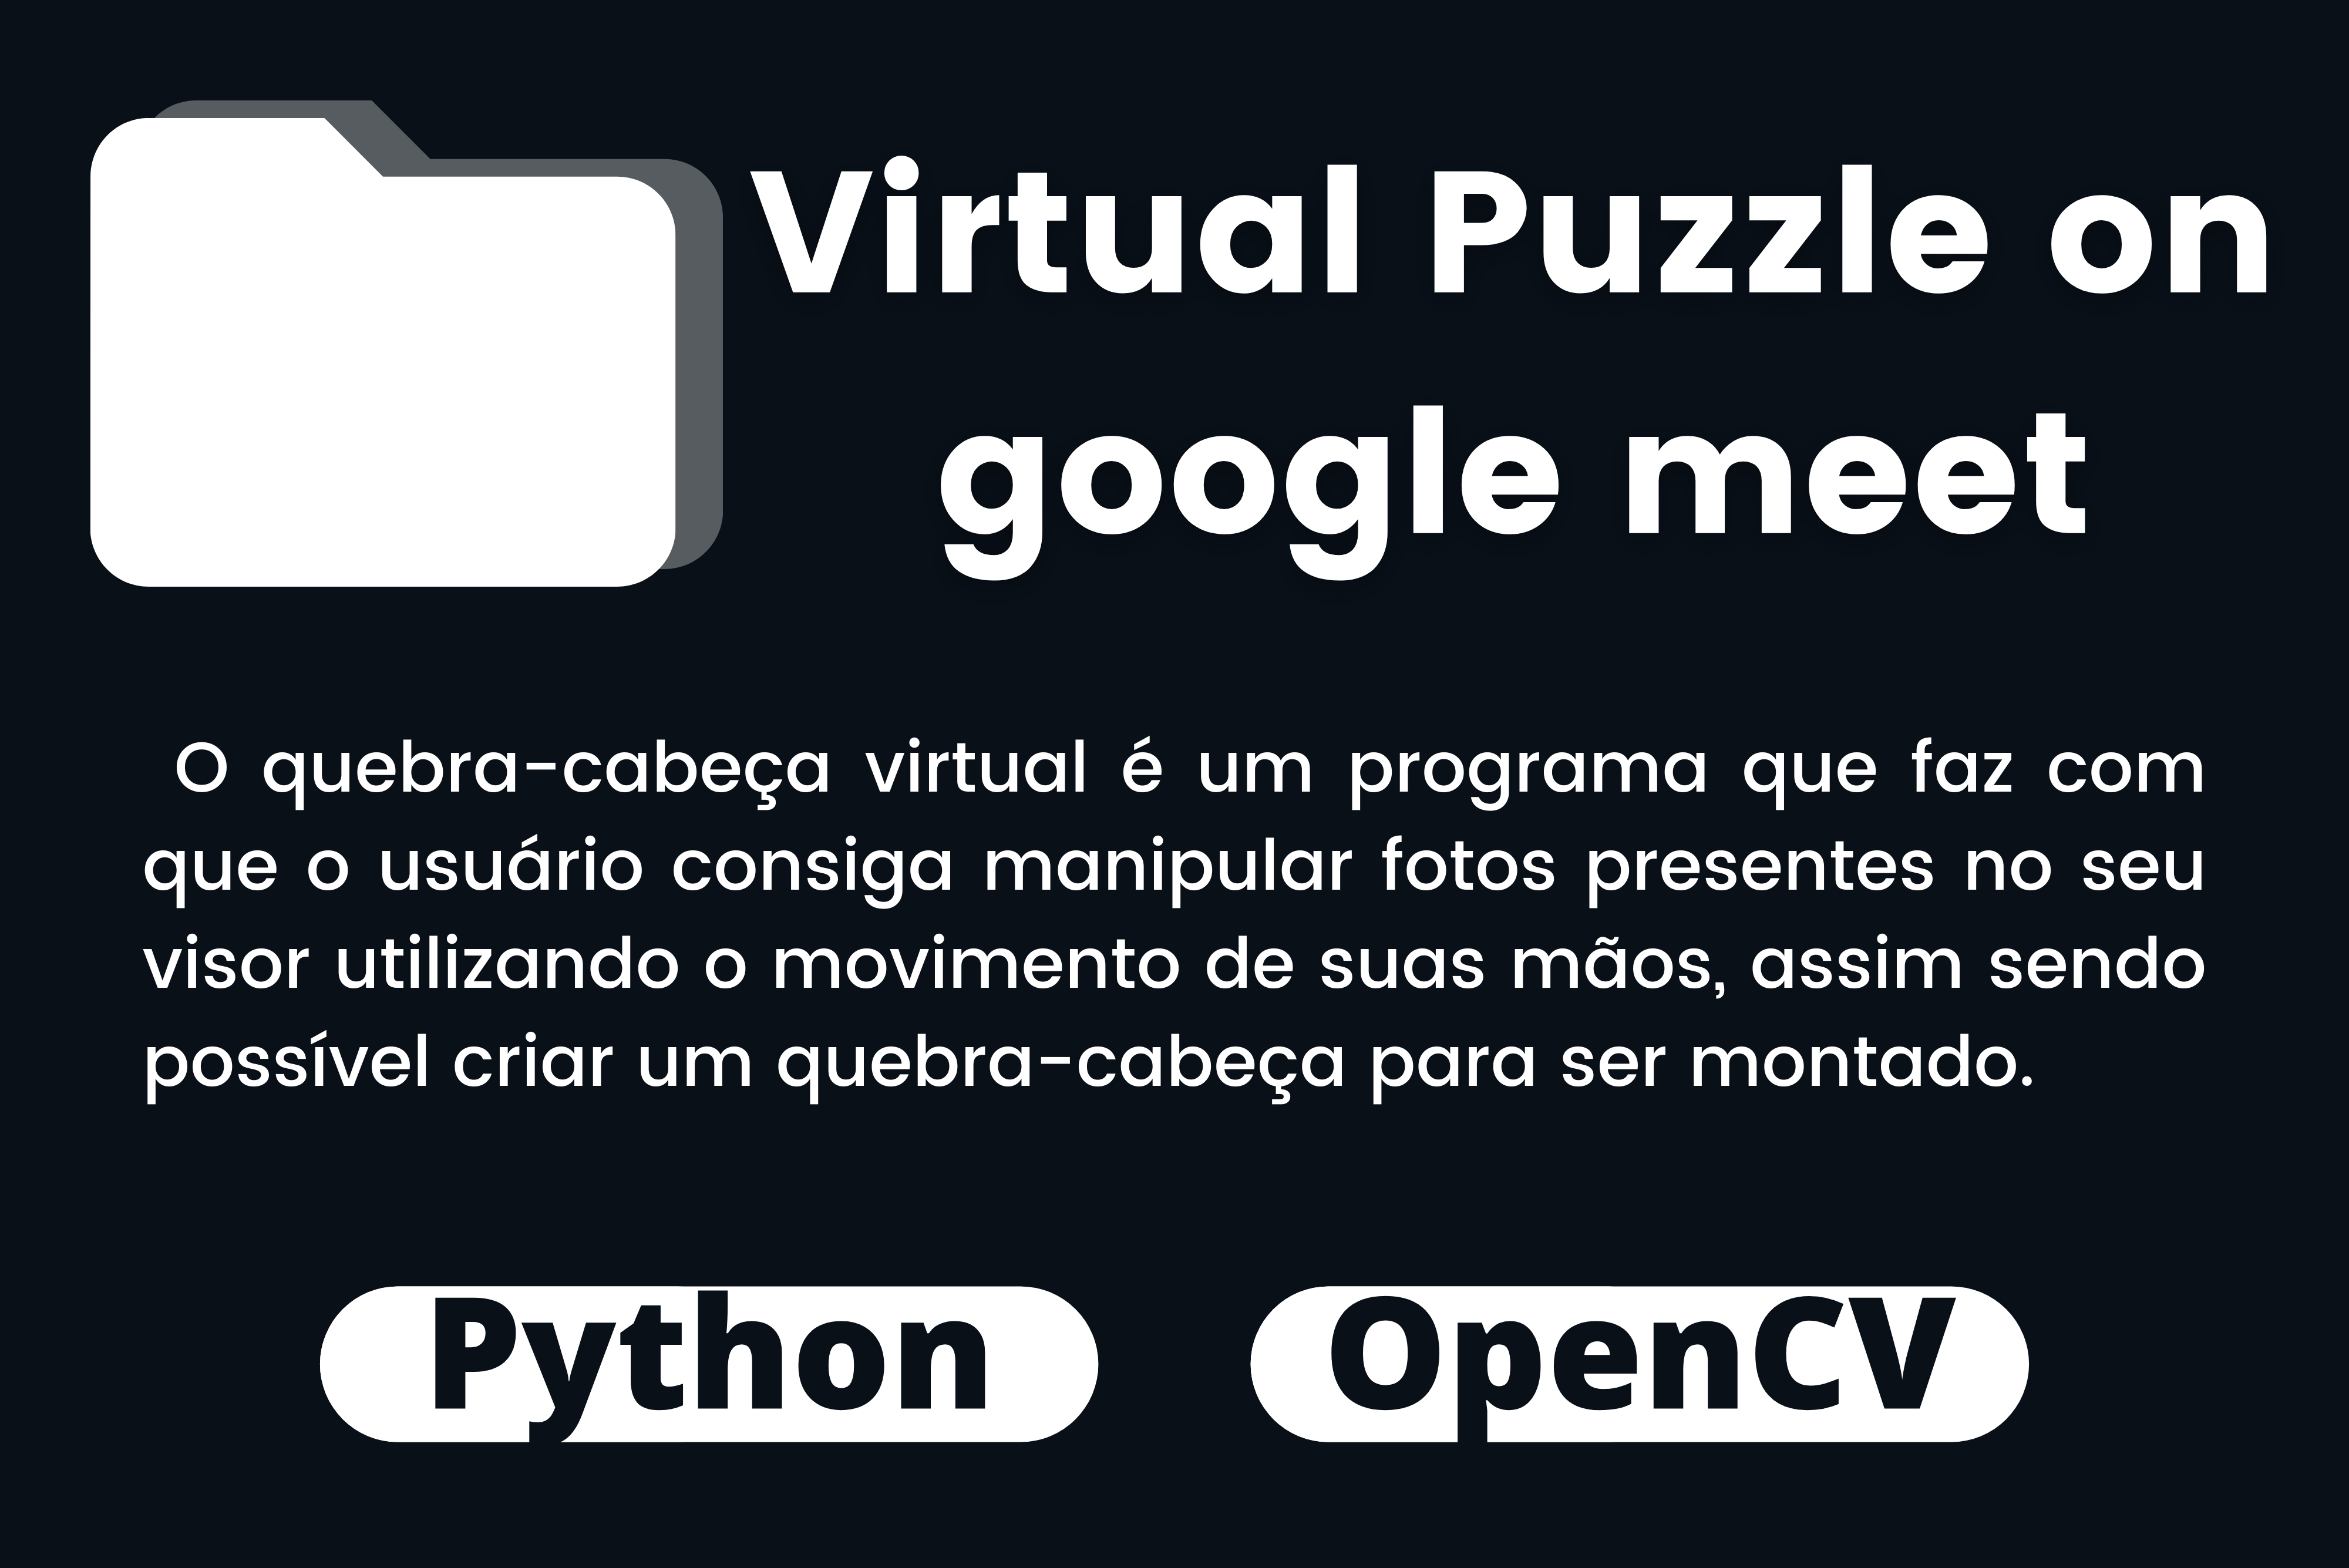 Virtual Puzzle on
google meet
O quebra-cabeça virtual é um programa que faz com
que o usuário consiga manipular fotos presentes no seu
visor utilizando o movimento de suas mãos, assim sendo
possível criar um quebra-cabeça para ser montado.
Python
OpenCV